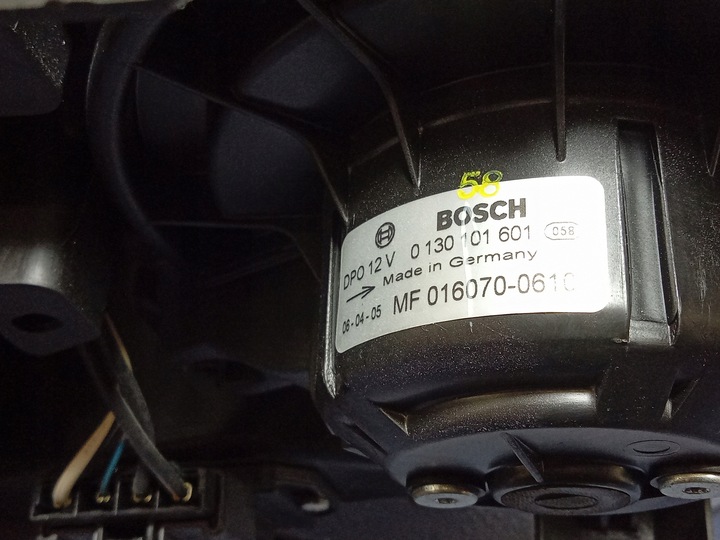 58
BOSCH
DPO 12 V 0 130 101 601 058
Made in Germany
06-04-05 MF 016070-0610